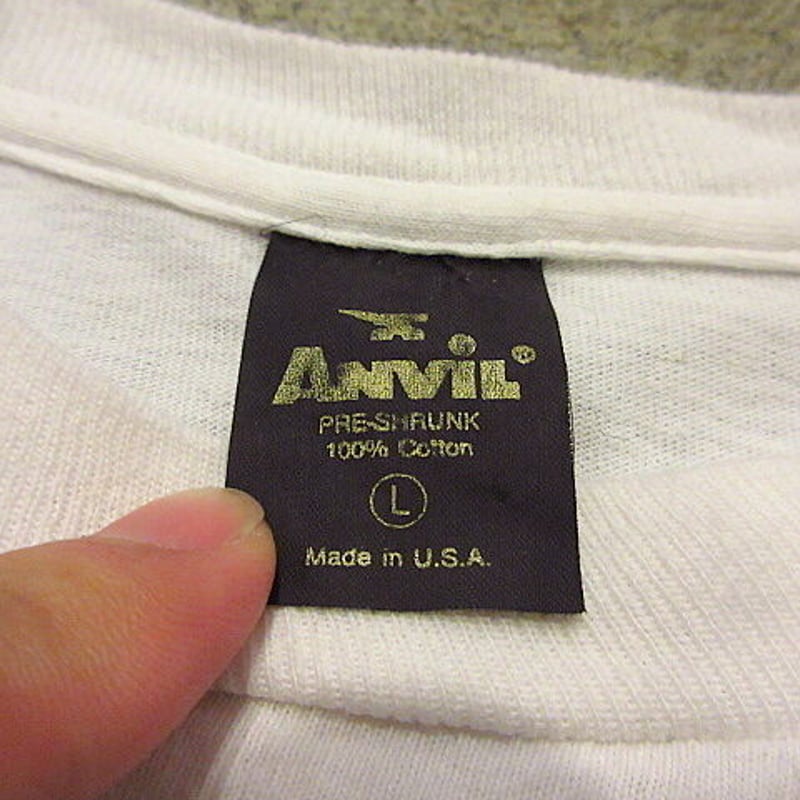 ANViL®
PRE-SHRUNK
100% Cotton
L
Made in U.S.A.